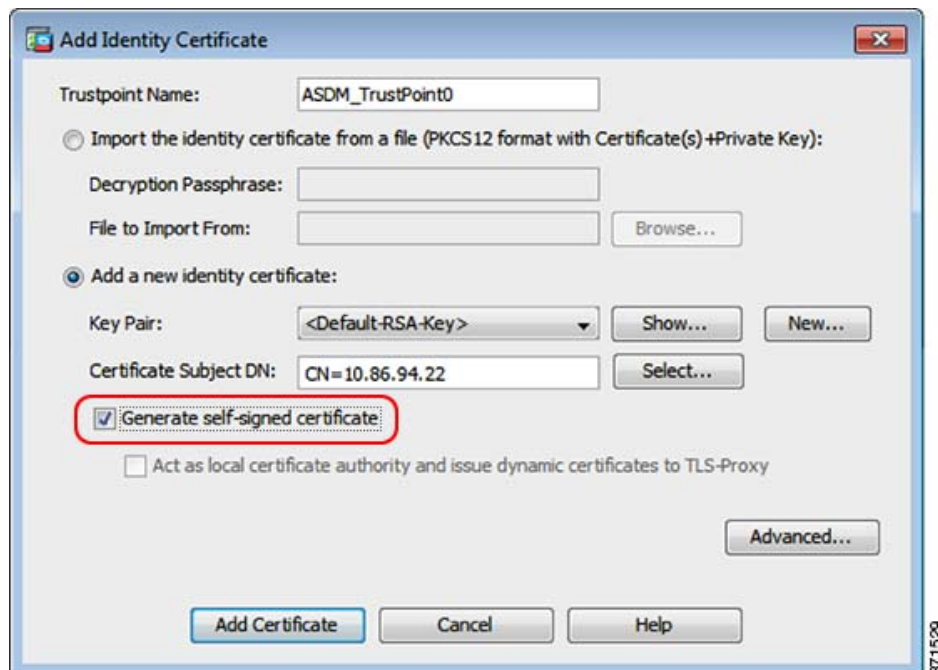 Add Identity Certificate
Trustpoint Name: ASDM_TrustPoint0
Import the identity certificate from a file (PKCS12 format with Certificate(s)+Private Key):
Decryption Passphrase:
File to Import From: Browse...
Add a new identity certificate:
Key Pair: <Default-RSA-Key> Show... New...
Certificate Subject DN: CN=10.86.94.22 Select...
Generate self-signed certificate
Act as local certificate authority and issue dynamic certificates to TLS-Proxy
Advanced...
Add Certificate Cancel Help
271529